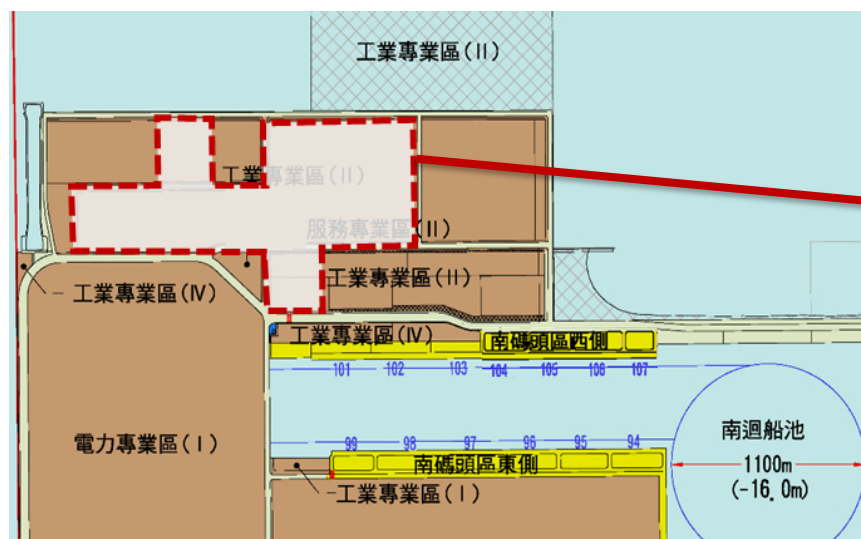 工業專業區(II)
工業專業區(II)
服務專業區(II)
工業專業區(II)
工業專業區(IV)
工業專業區(IV)
南碼頭區西側
101 102 103 104 105 106 107
電力專業區(I)
99 98 97 96 95 94
南碼頭區東側
工業專業區(I)
南迴船池
1100m
(-16.0m)